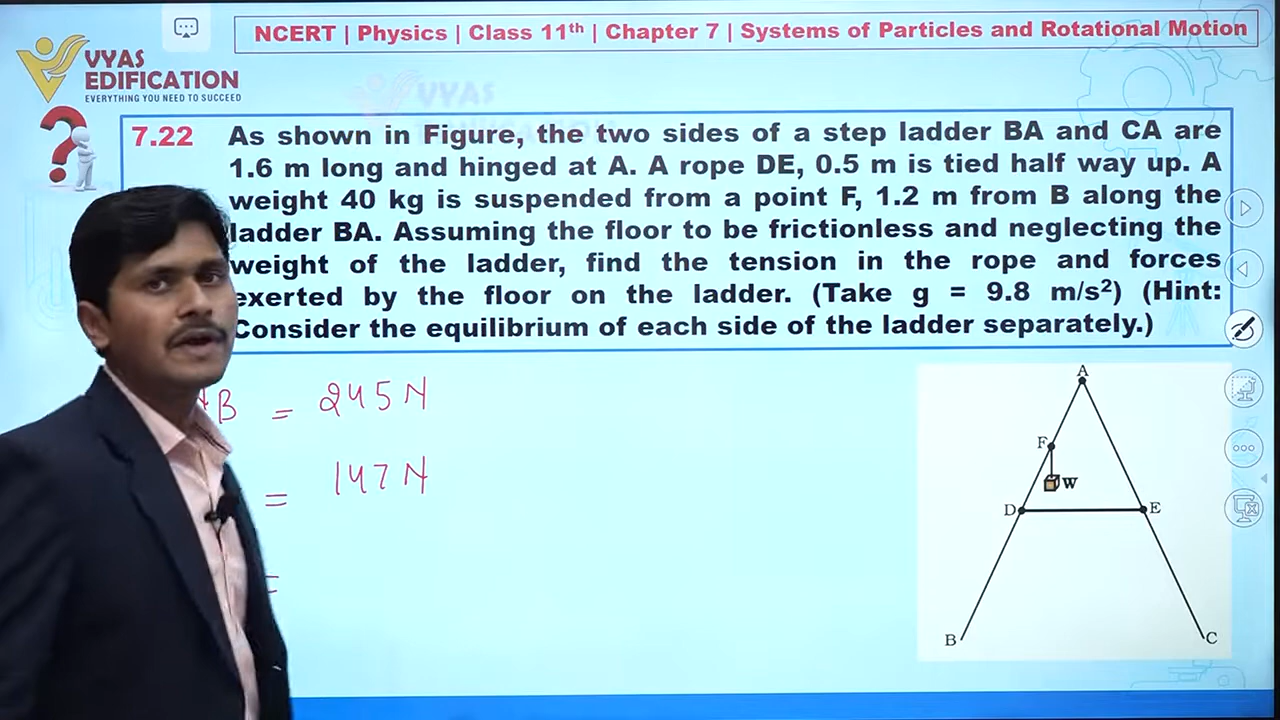 NCERT | Physics | Class 11th | Chapter 7 | Systems of Particles and Rotational Motion
VYAS
EDIFICATION
EVERYTHING YOU NEED TO SUCCEED
VYAS
7.22 As shown in Figure, the two sides of a step ladder BA and CA are
1.6 m long and hinged at A. A rope DE, 0.5 m is tied half way up. A
weight 40 kg is suspended from a point F, 1.2 m from B along the
ladder BA. Assuming the floor to be frictionless and neglecting the
weight of the ladder, find the tension in the rope and forces
exerted by the floor on the ladder. (Take g = 9.8 m/s²) (Hint:
Consider the equilibrium of each side of the ladder separately.)
B = 245 N
= 147 N
=
A
F
W
D E
B C